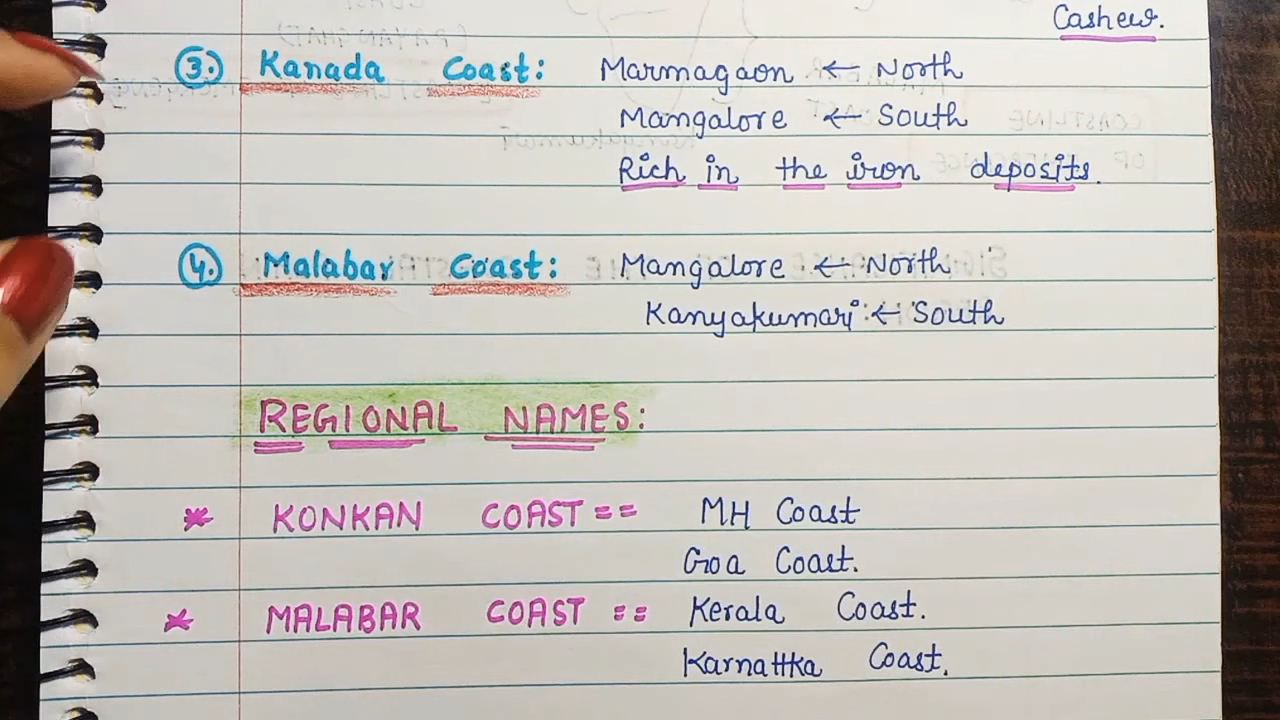 Cashew.
3. Kanada Coast: Marmagaon ← North
Mangalore ← South
Rich in the iron deposits.
4. Malabar Coast: Mangalore ← North
Kanyakumari ← South
REGIONAL NAMES:
* KONKAN COAST == MH Coast
Goa Coast.
* MALABAR COAST == Kerala Coast.
Karnattka Coast.